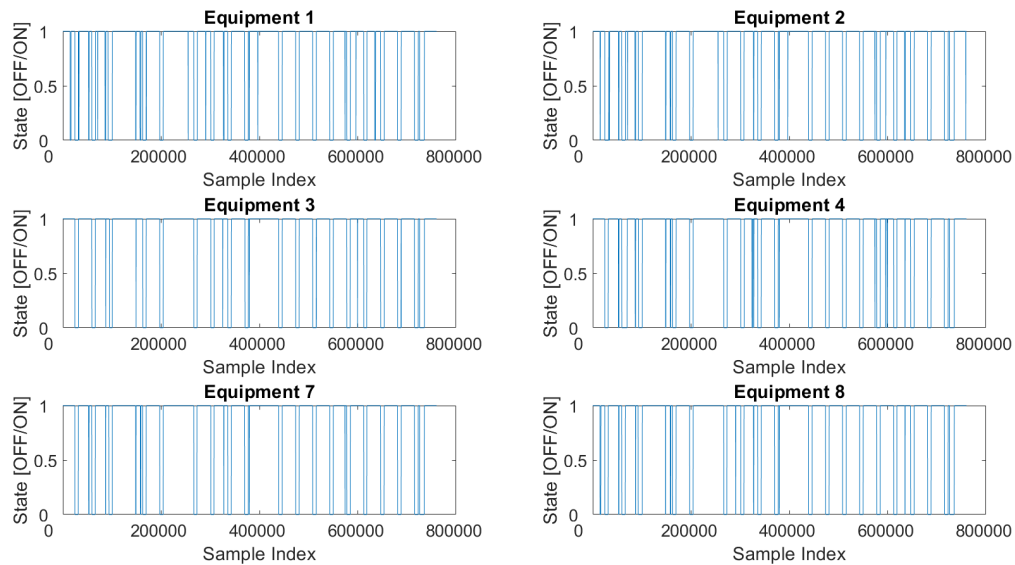 Equipment 1
State [OFF/ON]
1
0.5
0
0 200000 400000 600000 800000
Sample Index
Equipment 2
State [OFF/ON]
1
0.5
0
0 200000 400000 600000 800000
Sample Index
Equipment 3
State [OFF/ON]
1
0.5
0
0 200000 400000 600000 800000
Sample Index
Equipment 4
State [OFF/ON]
1
0.5
0
0 200000 400000 600000 800000
Sample Index
Equipment 7
State [OFF/ON]
1
0.5
0
0 200000 400000 600000 800000
Sample Index
Equipment 8
State [OFF/ON]
1
0.5
0
0 200000 400000 600000 800000
Sample Index